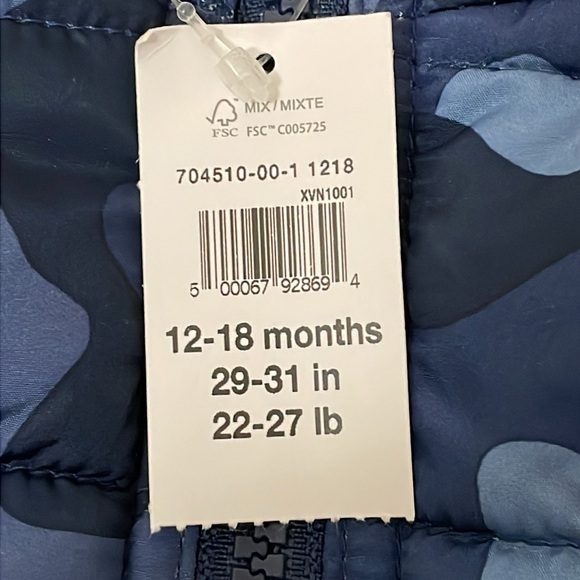 MIX/MIXTE
FSC FSC™ C005725
704510-00-1 1218
XVN1001
5 00067 92869 4
12-18 months
29-31 in
22-27 lb